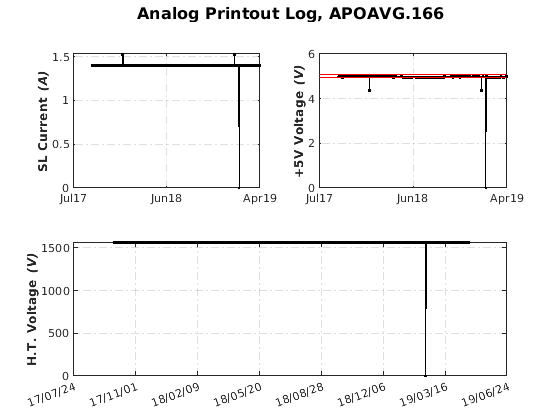 Analog Printout Log, APOAVG.166
SL Current (A)
1.5
1
0.5
0
Jul17 Jun18 Apr19
+5V Voltage (V)
6
4
2
0
Jul17 Jun18 Apr19
H.T. Voltage (V)
1500
1000
500
0
17/07/24 17/11/01 18/02/09 18/05/20 18/08/28 18/12/06 19/03/16 19/06/24